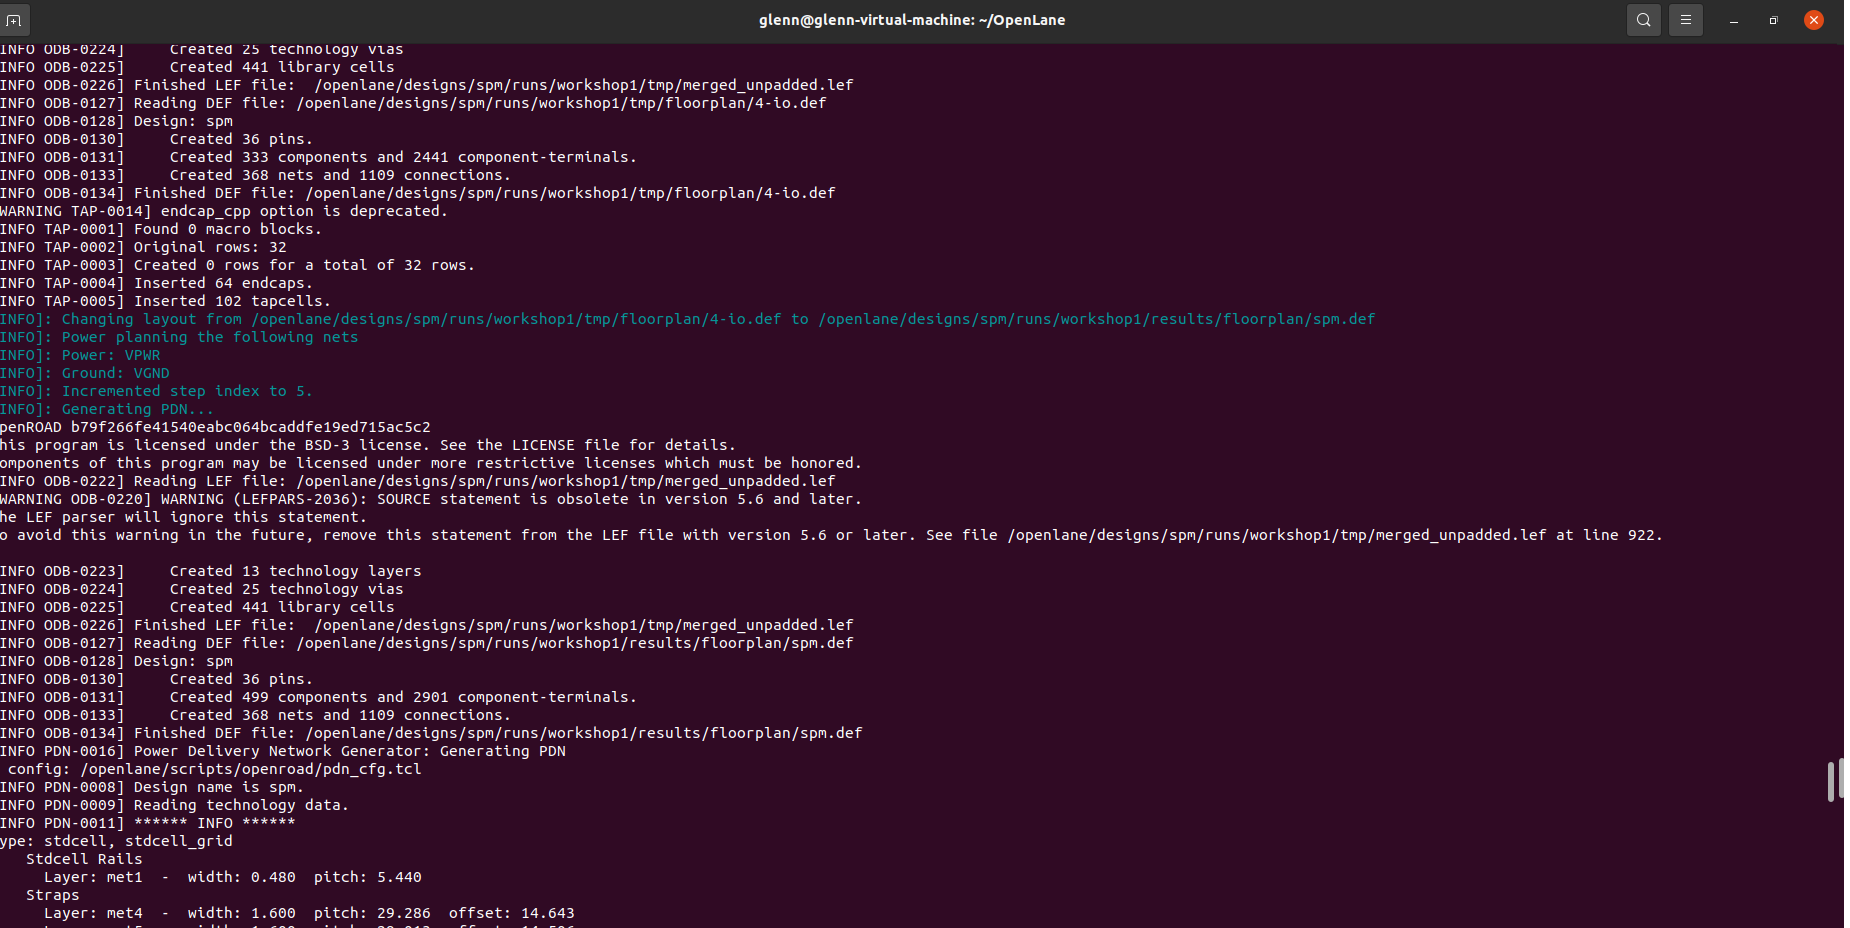 glenn@glenn-virtual-machine: ~/OpenLane
INFO ODB-0224]     Created 25 technology vias
INFO ODB-0225]     Created 441 library cells
INFO ODB-0226] Finished LEF file:  /openlane/designs/spm/runs/workshop1/tmp/merged_unpadded.lef
INFO ODB-0127] Reading DEF file: /openlane/designs/spm/runs/workshop1/tmp/floorplan/4-io.def
INFO ODB-0128] Design: spm
INFO ODB-0130]     Created 36 pins.
INFO ODB-0131]     Created 333 components and 2441 component-terminals.
INFO ODB-0133]     Created 368 nets and 1109 connections.
INFO ODB-0134] Finished DEF file: /openlane/designs/spm/runs/workshop1/tmp/floorplan/4-io.def
WARNING TAP-0014] endcap_cpp option is deprecated.
INFO TAP-0001] Found 0 macro blocks.
INFO TAP-0002] Original rows: 32
INFO TAP-0003] Created 0 rows for a total of 32 rows.
INFO TAP-0004] Inserted 64 endcaps.
INFO TAP-0005] Inserted 102 tapcells.
INFO]: Changing layout from /openlane/designs/spm/runs/workshop1/tmp/floorplan/4-io.def to /openlane/designs/spm/runs/workshop1/results/floorplan/spm.def
INFO]: Power planning the following nets
INFO]: Power: VPWR
INFO]: Ground: VGND
INFO]: Incremented step index to 5.
INFO]: Generating PDN...
penROAD b79f266fe41540eabc064bcaddfe19ed715ac5c2
his program is licensed under the BSD-3 license. See the LICENSE file for details.
omponents of this program may be licensed under more restrictive licenses which must be honored.
INFO ODB-0222] Reading LEF file: /openlane/designs/spm/runs/workshop1/tmp/merged_unpadded.lef
WARNING ODB-0220] WARNING (LEFPARS-2036): SOURCE statement is obsolete in version 5.6 and later.
he LEF parser will ignore this statement.
o avoid this warning in the future, remove this statement from the LEF file with version 5.6 or later. See file /openlane/designs/spm/runs/workshop1/tmp/merged_unpadded.lef at line 922.
INFO ODB-0223]     Created 13 technology layers
INFO ODB-0224]     Created 25 technology vias
INFO ODB-0225]     Created 441 library cells
INFO ODB-0226] Finished LEF file:  /openlane/designs/spm/runs/workshop1/tmp/merged_unpadded.lef
INFO ODB-0127] Reading DEF file: /openlane/designs/spm/runs/workshop1/results/floorplan/spm.def
INFO ODB-0128] Design: spm
INFO ODB-0130]     Created 36 pins.
INFO ODB-0131]     Created 499 components and 2901 component-terminals.
INFO ODB-0133]     Created 368 nets and 1109 connections.
INFO ODB-0134] Finished DEF file: /openlane/designs/spm/runs/workshop1/results/floorplan/spm.def
INFO PDN-0016] Power Delivery Network Generator: Generating PDN
 config: /openlane/scripts/openroad/pdn_cfg.tcl
INFO PDN-0008] Design name is spm.
INFO PDN-0009] Reading technology data.
INFO PDN-0011] ****** INFO ******
ype: stdcell, stdcell_grid
   Stdcell Rails
     Layer: met1  -  width: 0.480  pitch: 5.440
   Straps
     Layer: met4  -  width: 1.600  pitch: 29.286  offset: 14.643